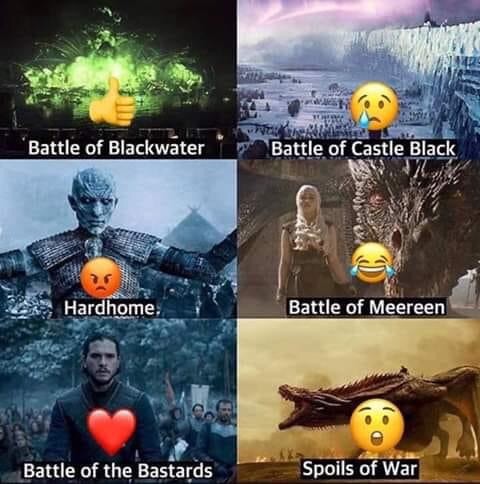 Battle of Blackwater
Battle of Castle Black
Hardhome.
Battle of Meereen
Battle of the Bastards
Spoils of War